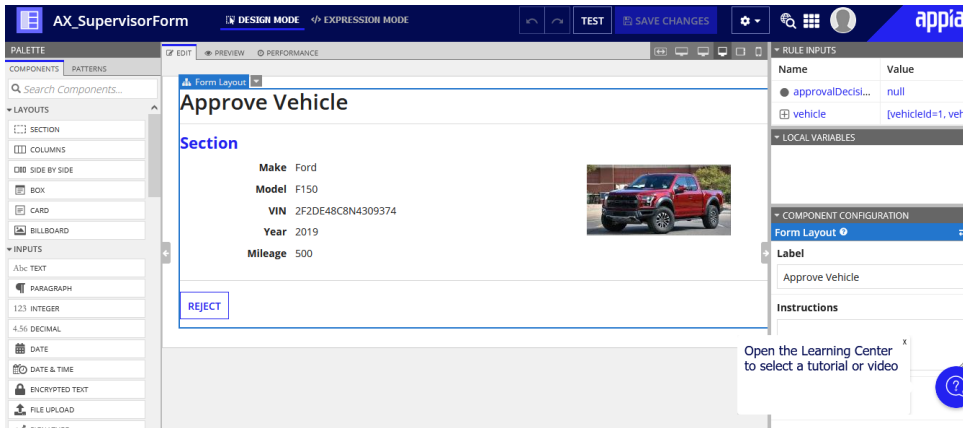 AX_SupervisorForm
DESIGN MODE
</> EXPRESSION MODE
TEST
SAVE CHANGES
appia
PALETTE
COMPONENTS PATTERNS
Search Components...
LAYOUTS
SECTION
COLUMNS
SIDE BY SIDE
BOX
CARD
BILLBOARD
INPUTS
Abc TEXT
PARAGRAPH
123 INTEGER
4.56 DECIMAL
DATE
DATE & TIME
ENCRYPTED TEXT
FILE UPLOAD
EDIT PREVIEW PERFORMANCE
Form Layout
Approve Vehicle
Section
Make Ford
Model F150
VIN 2F2DE48C8N4309374
Year 2019
Mileage 500
REJECT
RULE INPUTS
Name Value
approvalDecisi... null
vehicle [vehicleId=1, veh
LOCAL VARIABLES
COMPONENT CONFIGURATION
Form Layout ?
Label
Approve Vehicle
Instructions
x
Open the Learning Center
to select a tutorial or video
?